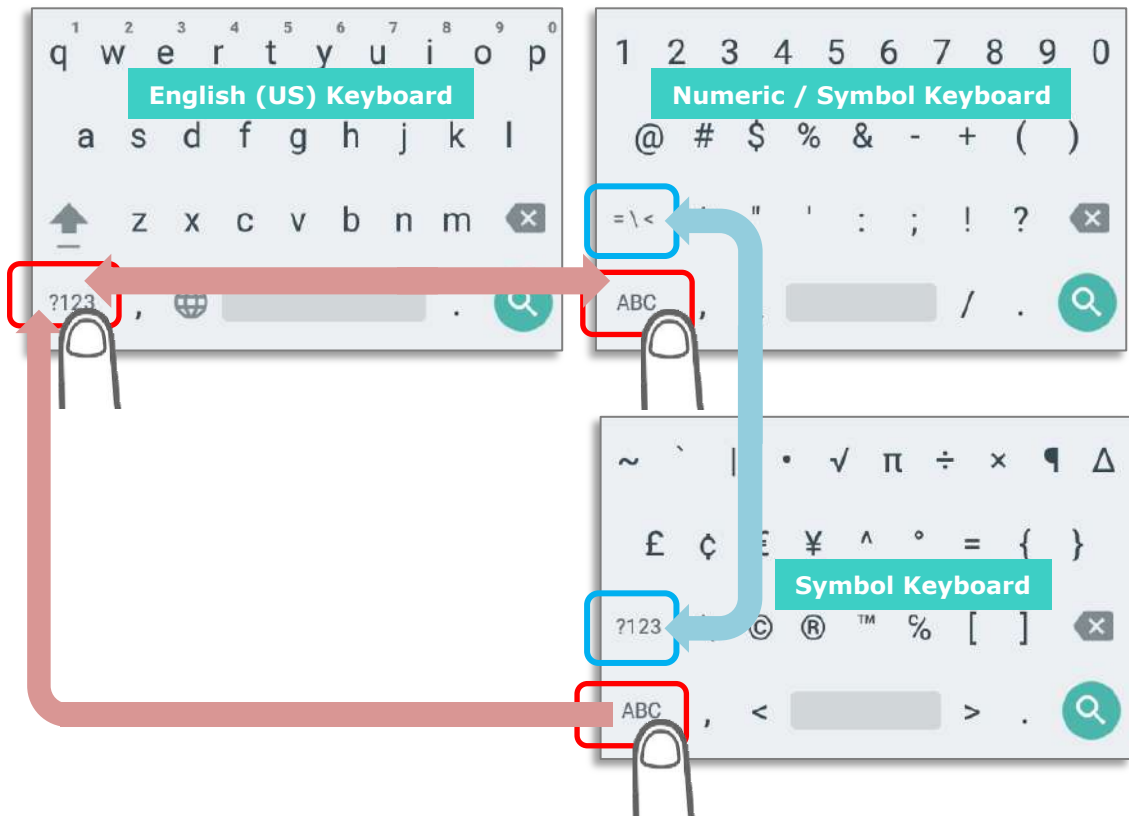 1 2 3 4 5 6 7 8 9 0
q w e r t y u i o p
English (US) Keyboard
a s d f g h j k l
z x c v b n m
?123 , .
1 2 3 4 5 6 7 8 9 0
Numeric / Symbol Keyboard
@ # $ % & - + ( )
= \ < " ' : ; ! ?
ABC , / .
~ ` | • √ π ÷ × ¶ Δ
£ ¢ € ¥ ^ ° = { }
Symbol Keyboard
?123 © ® ™ ℅ [ ]
ABC , < > .